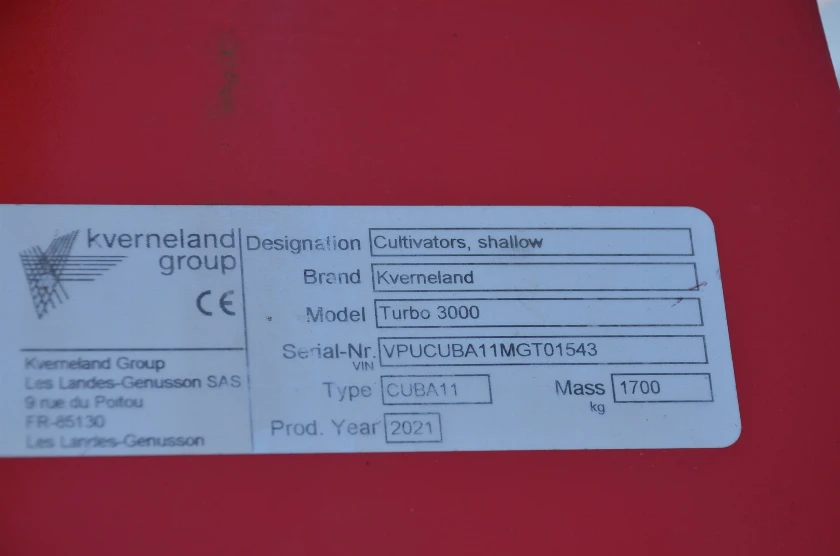 kverneland
group
CE
Kverneland Group
Les Landes-Genusson SAS
9 rue du Poitou
FR-85130
Les Landes-Genusson
Designation Cultivators, shallow
Brand Kverneland
Model Turbo 3000
Serial-Nr. VPUCUBA11MGT01543
VIN
Type CUBA11 Mass 1700
kg
Prod. Year 2021